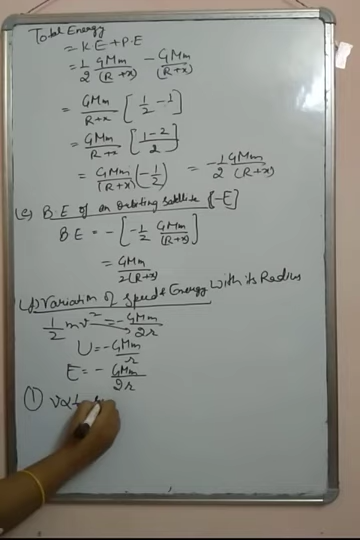 Total Energy
= K.E + P.E
= 1/2 GMm/(R+x) - GMm/(R+x)
= GMm/R+x [1/2 - 1]
= GMm/R+x [1-2/2]
= GMm/(R+x) (-1/2) = -1/2 GMm/(R+x)
(e) B E of an orbiting satellite [-E]
B E = - [-1/2 GMm/(R+x)]
= GMm/2(R+x)
(f) Variation of Speed & Energy with its Radius
1/2 mv² = -GMm/2r
U = -GMm/r
E = - GMm/2r
① V∝